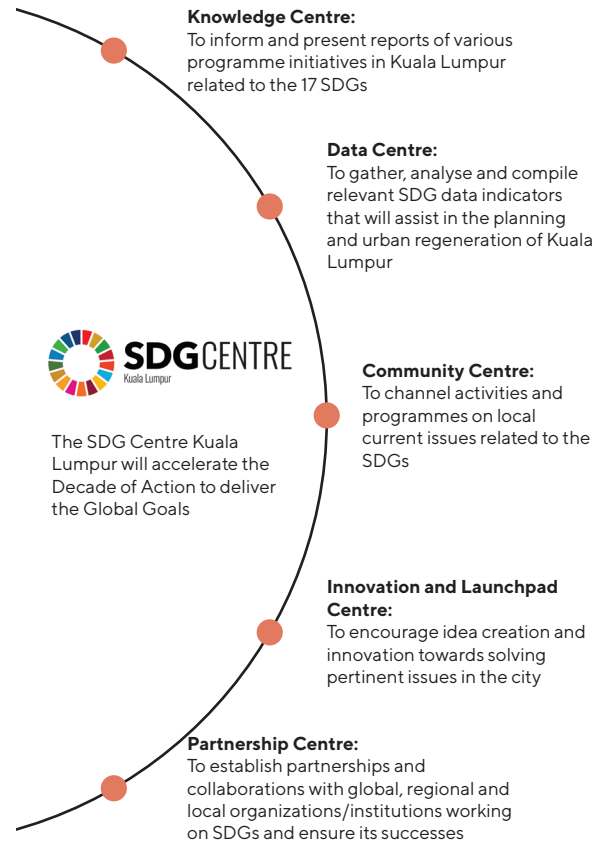 Knowledge Centre:
To inform and present reports of various
programme initiatives in Kuala Lumpur
related to the 17 SDGs
Data Centre:
To gather, analyse and compile
relevant SDG data indicators
that will assist in the planning
and urban regeneration of Kuala
Lumpur
SDGCENTRE
Kuala Lumpur
The SDG Centre Kuala
Lumpur will accelerate the
Decade of Action to deliver
the Global Goals
Community Centre:
To channel activities and
programmes on local
current issues related to the
SDGs
Innovation and Launchpad
Centre:
To encourage idea creation and
innovation towards solving
pertinent issues in the city
Partnership Centre:
To establish partnerships and
collaborations with global, regional and
local organizations/institutions working
on SDGs and ensure its successes